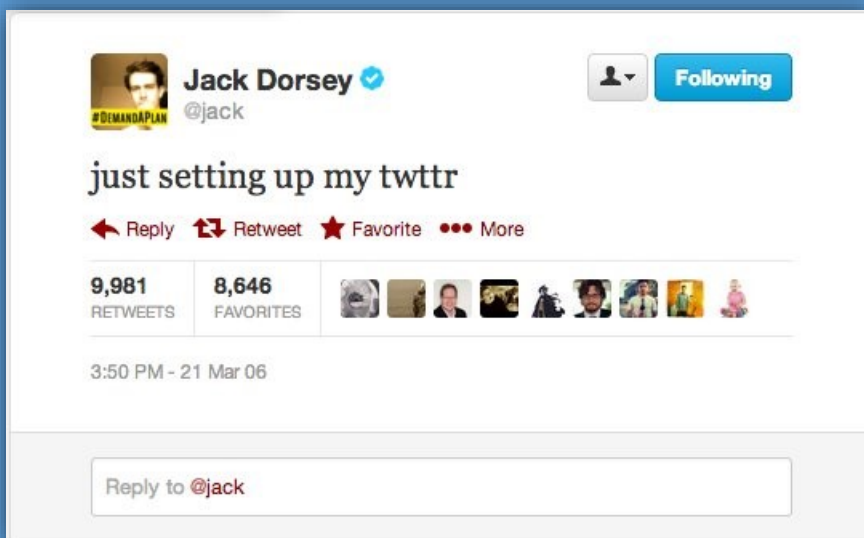 Jack Dorsey
Following
#DEMANDAPLAN
@jack
just setting up my twttr
Reply Retweet Favorite More
9,981 8,646
RETWEETS FAVORITES
3:50 PM - 21 Mar 06
Reply to @jack